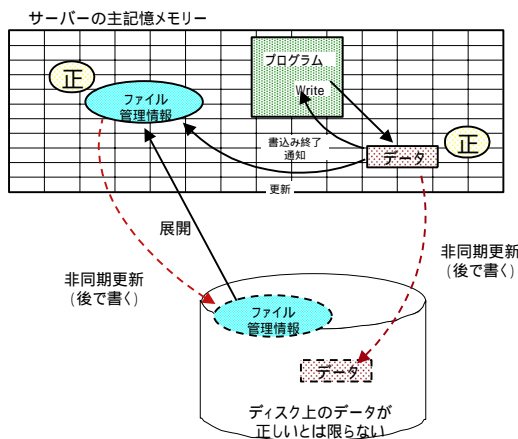 サーバーの主記憶メモリー
正
ファイル
管理情報
プログラム
Write
書込み終了
通知
データ
正
更新
展開
非同期更新
(後で書く)
非同期更新
(後で書く)
ファイル
管理情報
データ
ディスク上のデータが
正しいとは限らない